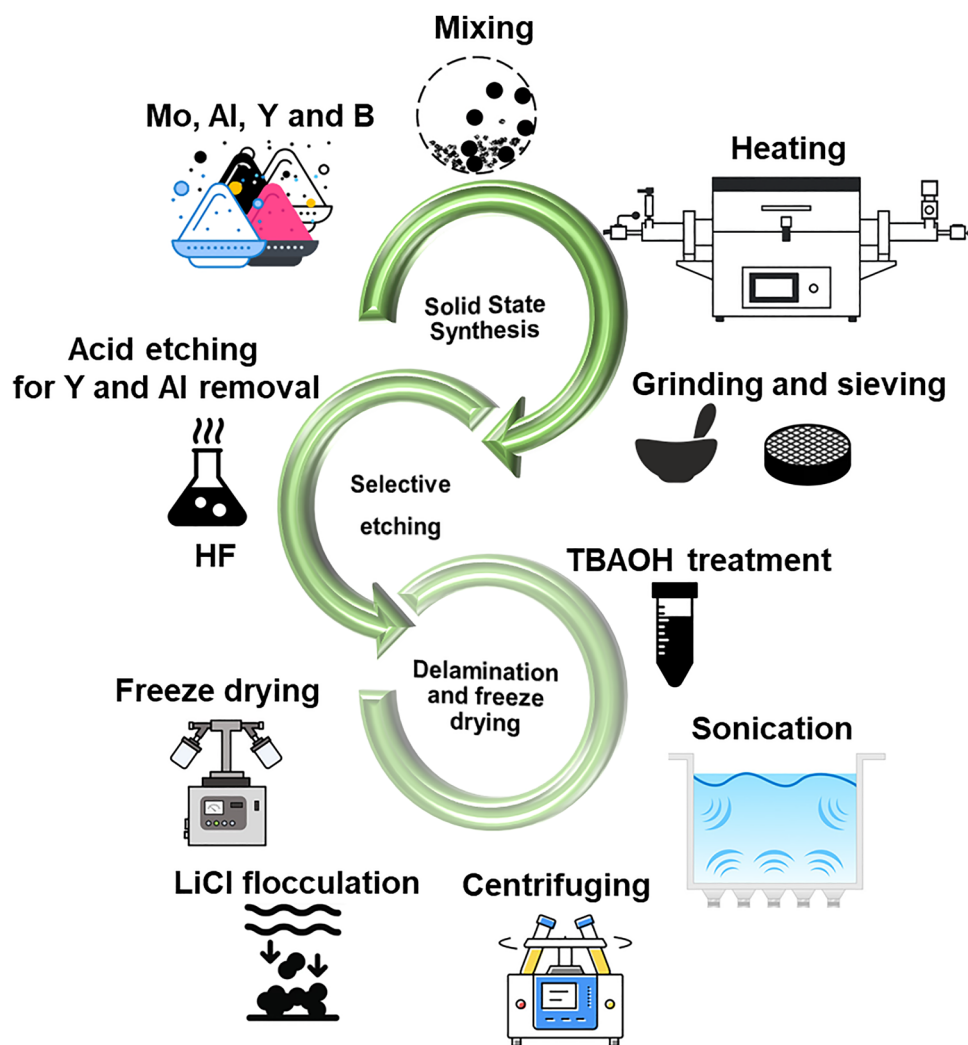 Mixing
Mo, Al, Y and B
Heating
Solid State
Synthesis
Acid etching
for Y and Al removal
HF
Grinding and sieving
Selective
etching
TBAOH treatment
Delamination
and freeze
drying
Freeze drying
Sonication
LiCl flocculation
Centrifuging